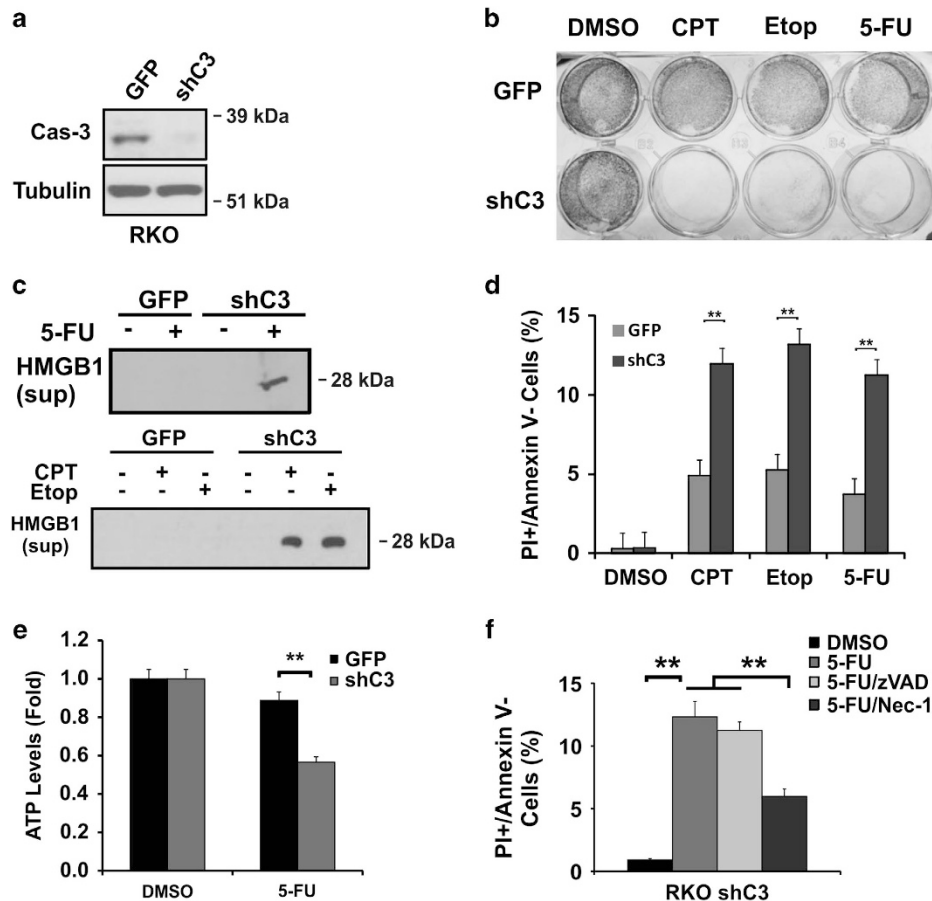 a
GFP shC3
Cas-3
- 39 kDa
Tubulin
- 51 kDa
RKO
b
DMSO CPT Etop 5-FU
GFP
shC3
B2 B3 B4
c
GFP shC3
5-FU - + - +
HMGB1
(sup)
- 28 kDa
GFP shC3
CPT - + - - + -
Etop - - + - - +
HMGB1
(sup)
- 28 kDa
d
PI+/Annexin V- Cells (%)
15
10
5
0
GFP
shC3
** ** **
DMSO CPT Etop 5-FU
e
ATP Levels (Fold)
1.2
1.0
0.8
0.6
0.4
0.2
0.0
**
GFP
shC3
DMSO 5-FU
f
DMSO
5-FU
5-FU/zVAD
5-FU/Nec-1
PI+/Annexin V-
Cells (%)
15
10
5
0
** **
RKO shC3